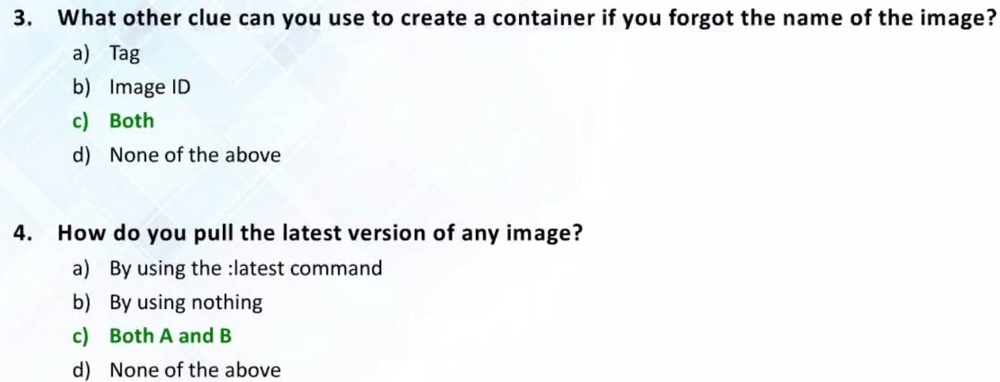 3. What other clue can you use to create a container if you forgot the name of the image?
a) Tag
b) Image ID
c) Both
d) None of the above
4. How do you pull the latest version of any image?
a) By using the :latest command
b) By using nothing
c) Both A and B
d) None of the above